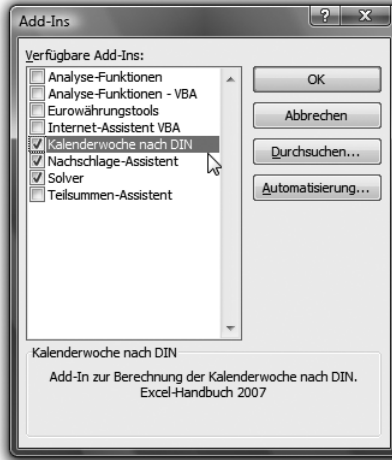 Add-Ins
Verfügbare Add-Ins:
Analyse-Funktionen
Analyse-Funktionen - VBA
Eurowährungstools
Internet-Assistent VBA
Kalenderwoche nach DIN
Nachschlage-Assistent
Solver
Teilsummen-Assistent
OK
Abbrechen
Durchsuchen...
Automatisierung...
Kalenderwoche nach DIN
Add-In zur Berechnung der Kalenderwoche nach DIN.
Excel-Handbuch 2007